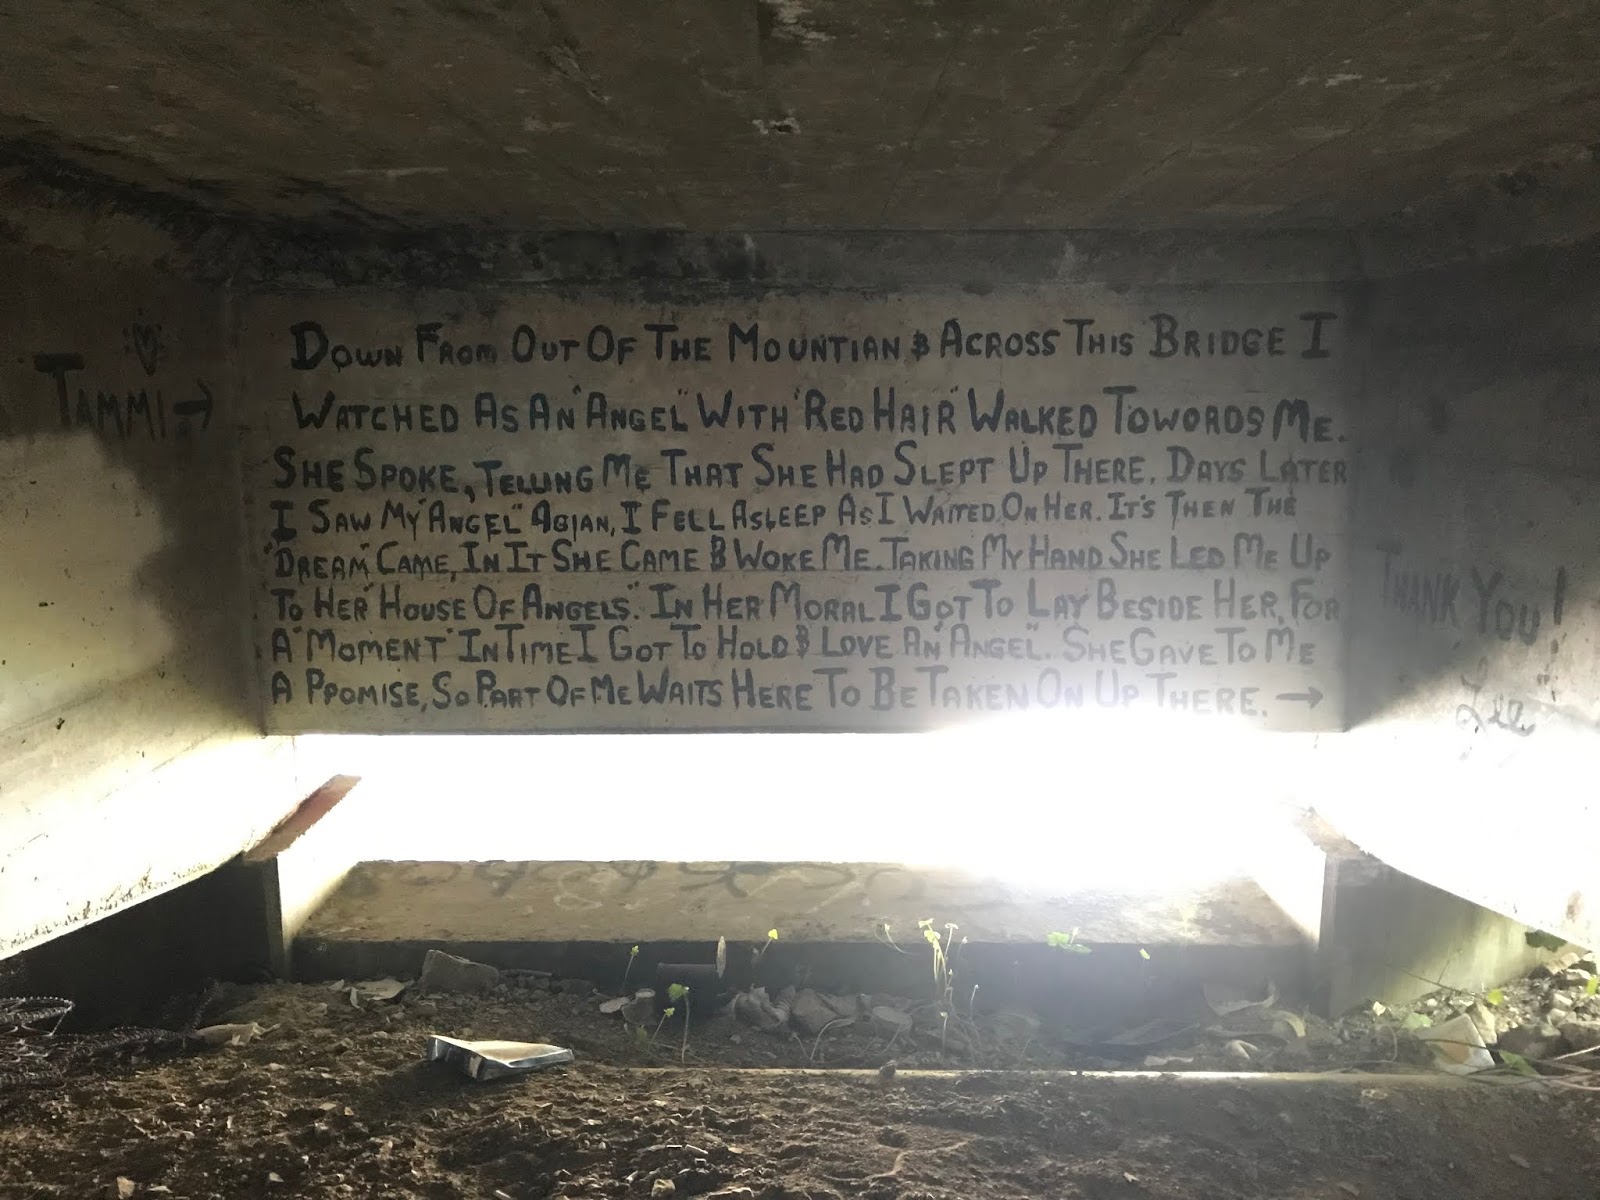 TAMMI →
DOWN FROM OUT OF THE MOUNTIAN & ACROSS THIS BRIDGE I
WATCHED AS AN "ANGEL" WITH "RED HAIR" WALKED TOWORDS ME.
SHE SPOKE, TELLING ME THAT SHE HAD SLEPT UP THERE. DAYS LATER
I SAW MY "ANGEL" AGIAN, I FELL ASLEEP AS I WAITED ON HER. IT'S THEN THE
"DREAM" CAME, IN IT SHE CAME & WOKE ME. TAKING MY HAND SHE LED ME UP
TO HER "HOUSE OF ANGELS". IN HER MORAL I GOT TO LAY BESIDE HER, FOR
A "MOMENT" IN TIME I GOT TO HOLD & LOVE AN "ANGEL". SHE GAVE TO ME
A PROMISE, SO PART OF ME WAITS HERE TO BE TAKEN ON UP THERE. →
THANK YOU!